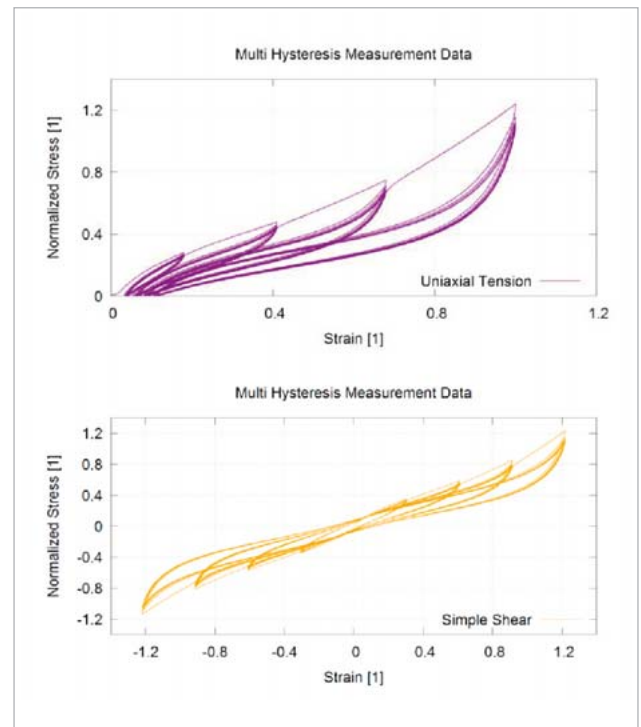 Multi Hysteresis Measurement Data
1.2
0.8
0.4
0
Normalized Stress [1]
Uniaxial Tension
0 0.4 0.8 1.2
Strain [1]
Multi Hysteresis Measurement Data
1.2
0.8
0.4
0
-0.4
-0.8
-1.2
Normalized Stress [1]
Simple Shear
-1.2 -0.8 -0.4 0 0.4 0.8 1.2
Strain [1]